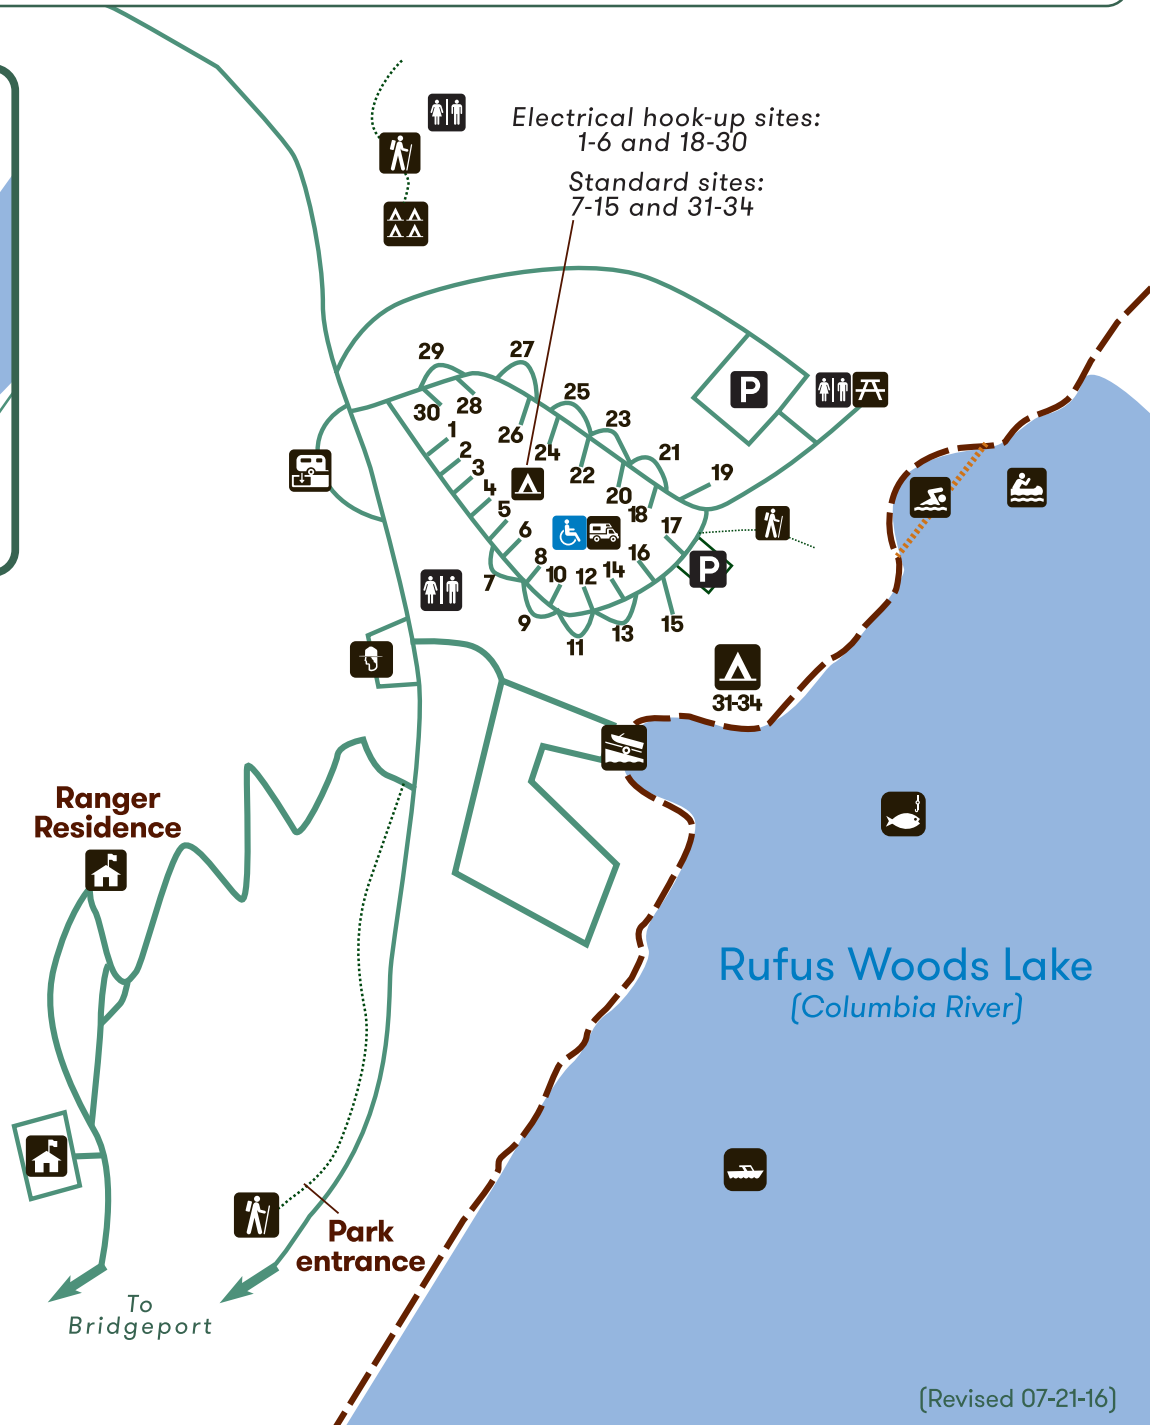 Electrical hook-up sites:
1-6 and 18-30
Standard sites:
7-15 and 31-34
29
27
30
28
25
1
26
23
2
24
21
3
22
19
4
20
5
18
6
17
8
16
7
10
12
14
9
11
13
15
P
P
31-34
Ranger
Residence
Rufus Woods Lake
(Columbia River)
Park
entrance
To
Bridgeport
(Revised 07-21-16)